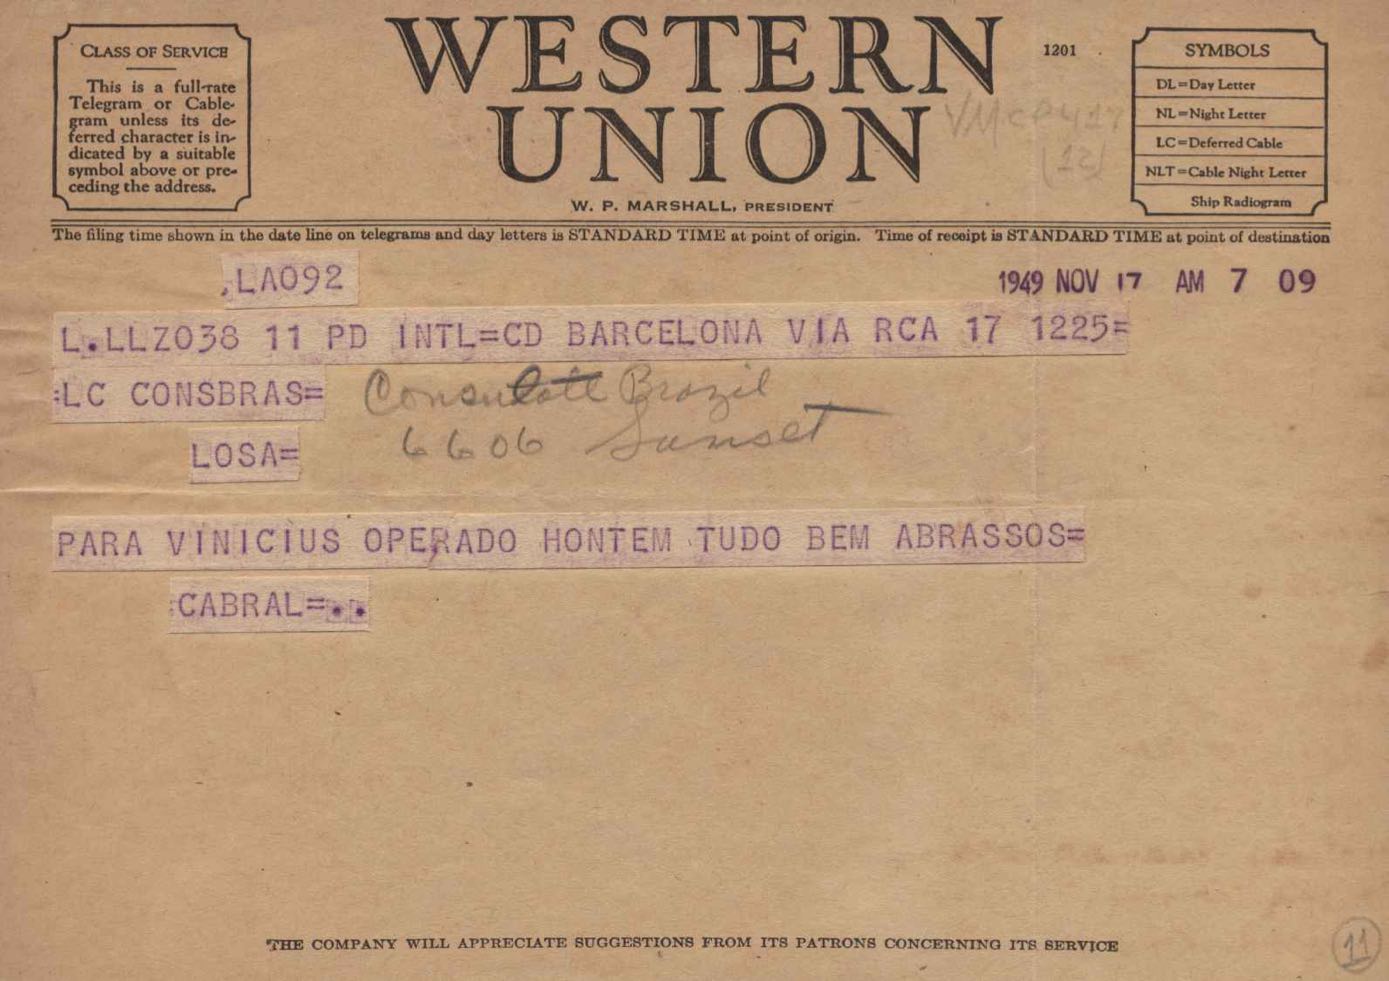 CLASS OF SERVICE
This is a full-rate
Telegram or Cable-
gram unless its de-
ferred character is in-
dicated by a suitable
symbol above or pre-
ceding the address.
WESTERN
UNION
W. P. MARSHALL, PRESIDENT
1201
SYMBOLS
DL=Day Letter
NL=Night Letter
LC=Deferred Cable
NLT=Cable Night Letter
Ship Radiogram
(12)
The filing time shown in the date line on telegrams and day letters is STANDARD TIME at point of origin. Time of receipt is STANDARD TIME at point of destination
.LA092
1949 NOV 17 AM 7 09
L.LLZ038 11 PD INTL=CD BARCELONA VIA RCA 17 1225=
:LC CONSBRAS=
Consulate Brazil
LOSA=
6606 Sunset
PARA VINICIUS OPERADO HONTEM TUDO BEM ABRASSOS=
:CABRAL=..
THE COMPANY WILL APPRECIATE SUGGESTIONS FROM ITS PATRONS CONCERNING ITS SERVICE
11